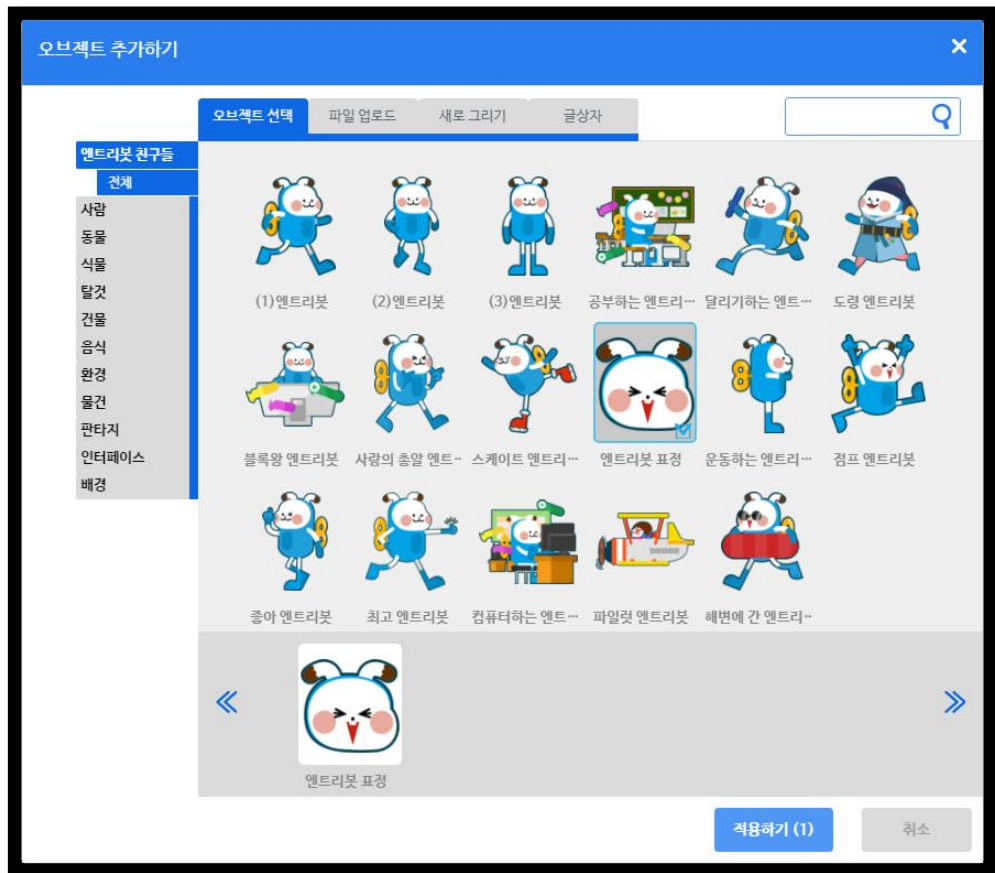 오브젝트 추가하기
오브젝트 선택 파일 업로드 새로 그리기 글상자
엔트리봇 친구들
전체
사람
동물
식물
탈것
건물
음식
환경
물건
판타지
인터페이스
배경
(1)엔트리봇 (2)엔트리봇 (3)엔트리봇 공부하는 엔트리… 달리기하는 엔트… 도령 엔트리봇
블록왕 엔트리봇 사랑의 총알 엔트… 스케이트 엔트리… 엔트리봇 표정 운동하는 엔트리… 점프 엔트리봇
좋아 엔트리봇 최고 엔트리봇 컴퓨터하는 엔트… 파일럿 엔트리봇 해변에 간 엔트리…
엔트리봇 표정
적용하기 (1) 취소